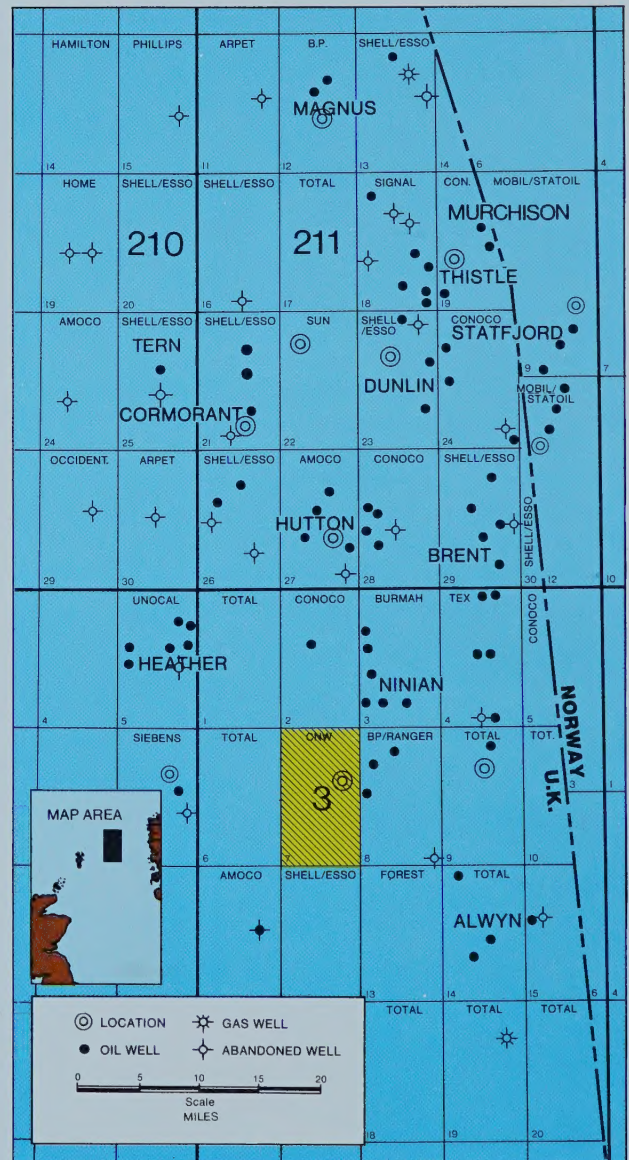 HAMILTON PHILLIPS ARPET B.P. SHELL/ESSO
MAGNUS
14 15 11 12 13 14 6 4
HOME SHELL/ESSO SHELL/ESSO TOTAL SIGNAL CON. MOBIL/STATOIL
MURCHISON
210 211
THISTLE
19 20 16 17 18 19
AMOCO SHELL/ESSO SHELL/ESSO SUN SHELL/ESSO CONOCO
STATFJORD
TERN
9 7
DUNLIN
MOBIL/
STATOIL
CORMORANT
24 25 21 22 23 24
OCCIDENT. ARPET SHELL/ESSO AMOCO CONOCO SHELL/ESSO
SHELL/ESSO
HUTTON
BRENT
29 30 26 27 28 29 30 12 10
UNOCAL TOTAL CONOCO BURMAH TEX CONOCO
HEATHER
NINIAN
4 5 1 2 3 4 5
NORWAY
U.K.
SIEBENS TOTAL CNW BP/RANGER TOTAL TOT.
3
3 1
MAP AREA
6 7 8 9 10
AMOCO SHELL/ESSO FOREST TOTAL
ALWYN
13 14 15 6 4
TOTAL TOTAL TOTAL
LOCATION GAS WELL
OIL WELL ABANDONED WELL
0 5 10 15 20
Scale
MILES
18 19 20